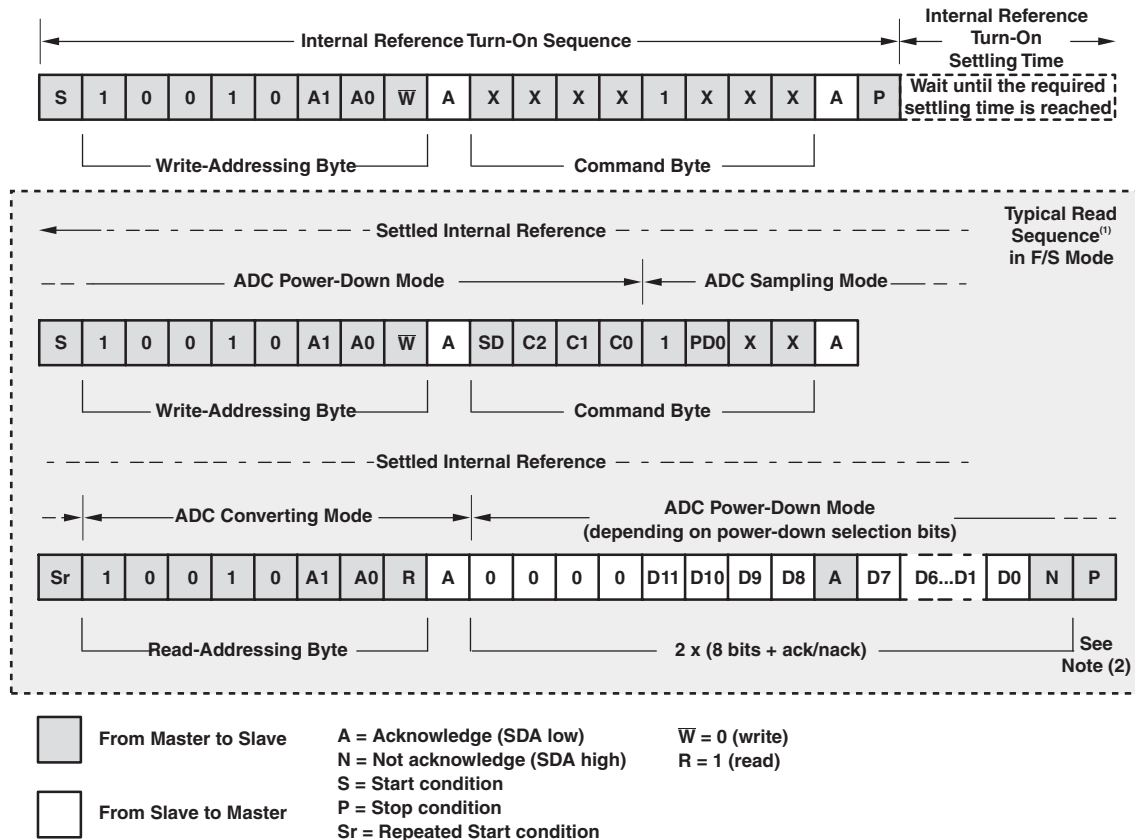 Internal Reference Turn-On Sequence
Internal Reference
Turn-On
Settling Time
S 1 0 0 1 0 A1 A0 W̅ A X X X X 1 X X X A P
Wait until the required
settling time is reached
Write-Addressing Byte
Command Byte
Settled Internal Reference
Typical Read
Sequence(1)
in F/S Mode
ADC Power-Down Mode
ADC Sampling Mode
S 1 0 0 1 0 A1 A0 W̅ A SD C2 C1 C0 1 PD0 X X A
Write-Addressing Byte
Command Byte
Settled Internal Reference
ADC Converting Mode
ADC Power-Down Mode
(depending on power-down selection bits)
Sr 1 0 0 1 0 A1 A0 R A 0 0 0 0 D11 D10 D9 D8 A D7 D6...D1 D0 N P
Read-Addressing Byte
2 x (8 bits + ack/nack)
See
Note (2)
From Master to Slave
From Slave to Master
A = Acknowledge (SDA low)
N = Not acknowledge (SDA high)
S = Start condition
P = Stop condition
Sr = Repeated Start condition
W̅ = 0 (write)
R = 1 (read)